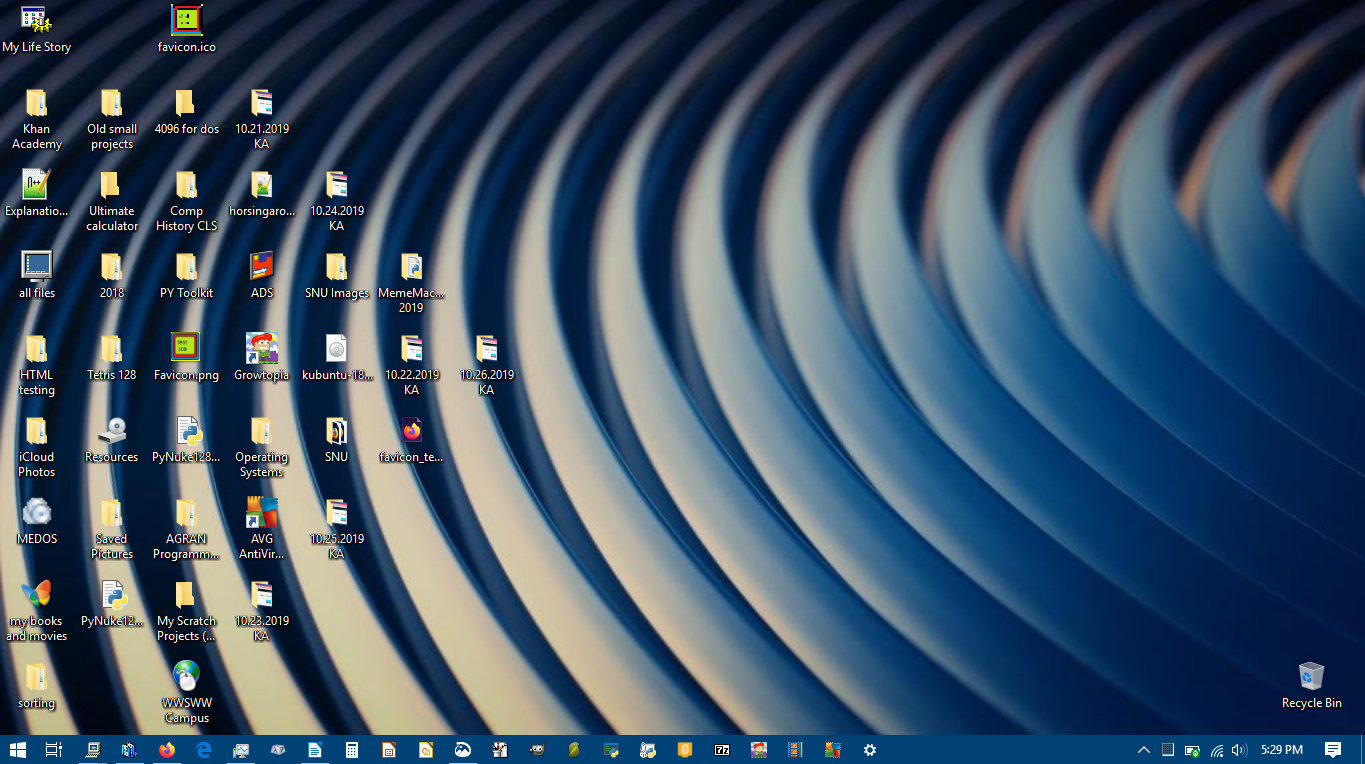 My Life Story
favicon.ico
Khan
Academy
Old small
projects
4096 for dos
10.21.2019
KA
Explanatio...
Ultimate
calculator
Comp
History CLS
horsingaro...
10.24.2019
KA
all files
2018
PY Toolkit
ADS
SNU Images
MemeMac...
2019
HTML
testing
Tetris 128
Favicon.png
Growtopia
kubuntu-18...
10.22.2019
KA
10.26.2019
KA
iCloud
Photos
Resources
PyNuke128...
Operating
Systems
SNU
favicon_te...
MEDOS
Saved
Pictures
AGRAN
Programm...
AVG
AntiVir...
10.25.2019
KA
my books
and movies
PyNuke12...
My Scratch
Projects (...
10.23.2019
KA
sorting
WWSWW
Campus
Recycle Bin
5:29 PM